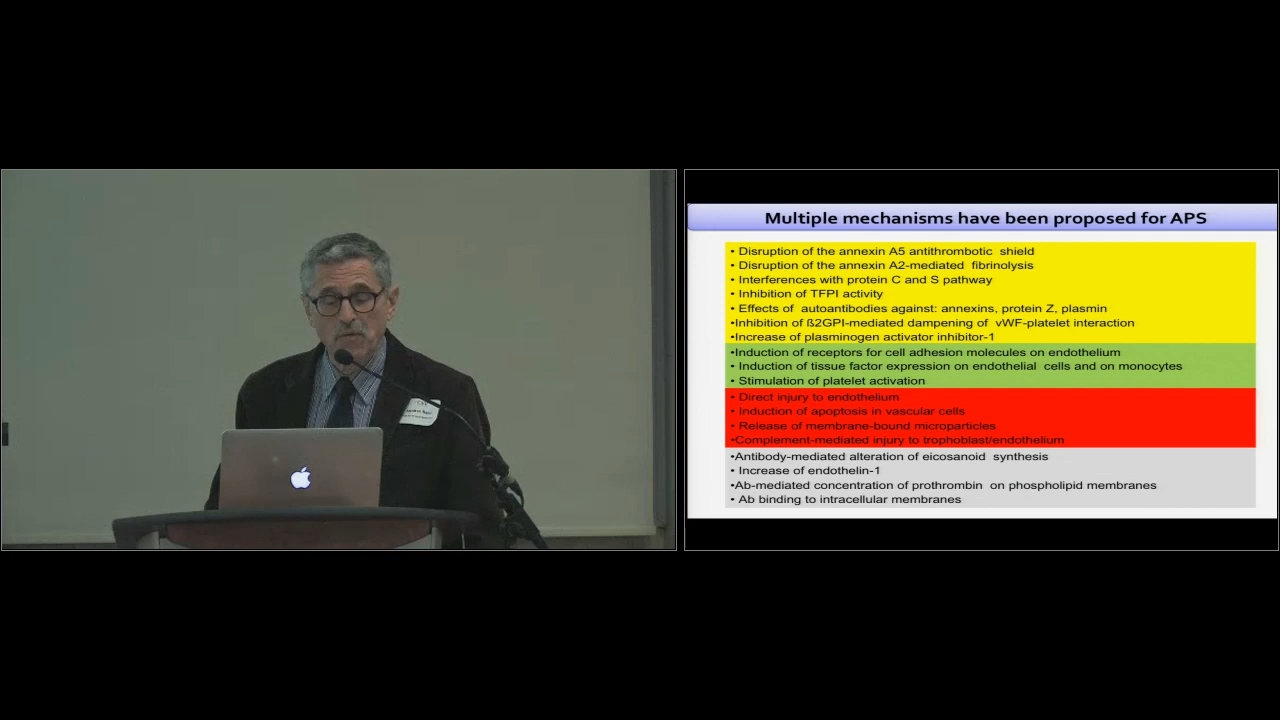 Multiple mechanisms have been proposed for APS
• Disruption of the annexin A5 antithrombotic shield
• Disruption of the annexin A2-mediated fibrinolysis
• Interferences with protein C and S pathway
• Inhibition of TFPI activity
• Effects of autoantibodies against: annexins, protein Z, plasmin
•Inhibition of ß2GPI-mediated dampening of vWF-platelet interaction
•Increase of plasminogen activator inhibitor-1
•Induction of receptors for cell adhesion molecules on endothelium
• Induction of tissue factor expression on endothelial cells and on monocytes
• Stimulation of platelet activation
• Direct injury to endothelium
• Induction of apoptosis in vascular cells
• Release of membrane-bound microparticles
•Complement-mediated injury to trophoblast/endothelium
•Antibody-mediated alteration of eicosanoid synthesis
• Increase of endothelin-1
•Ab-mediated concentration of prothrombin on phospholipid membranes
• Ab binding to intracellular membranes